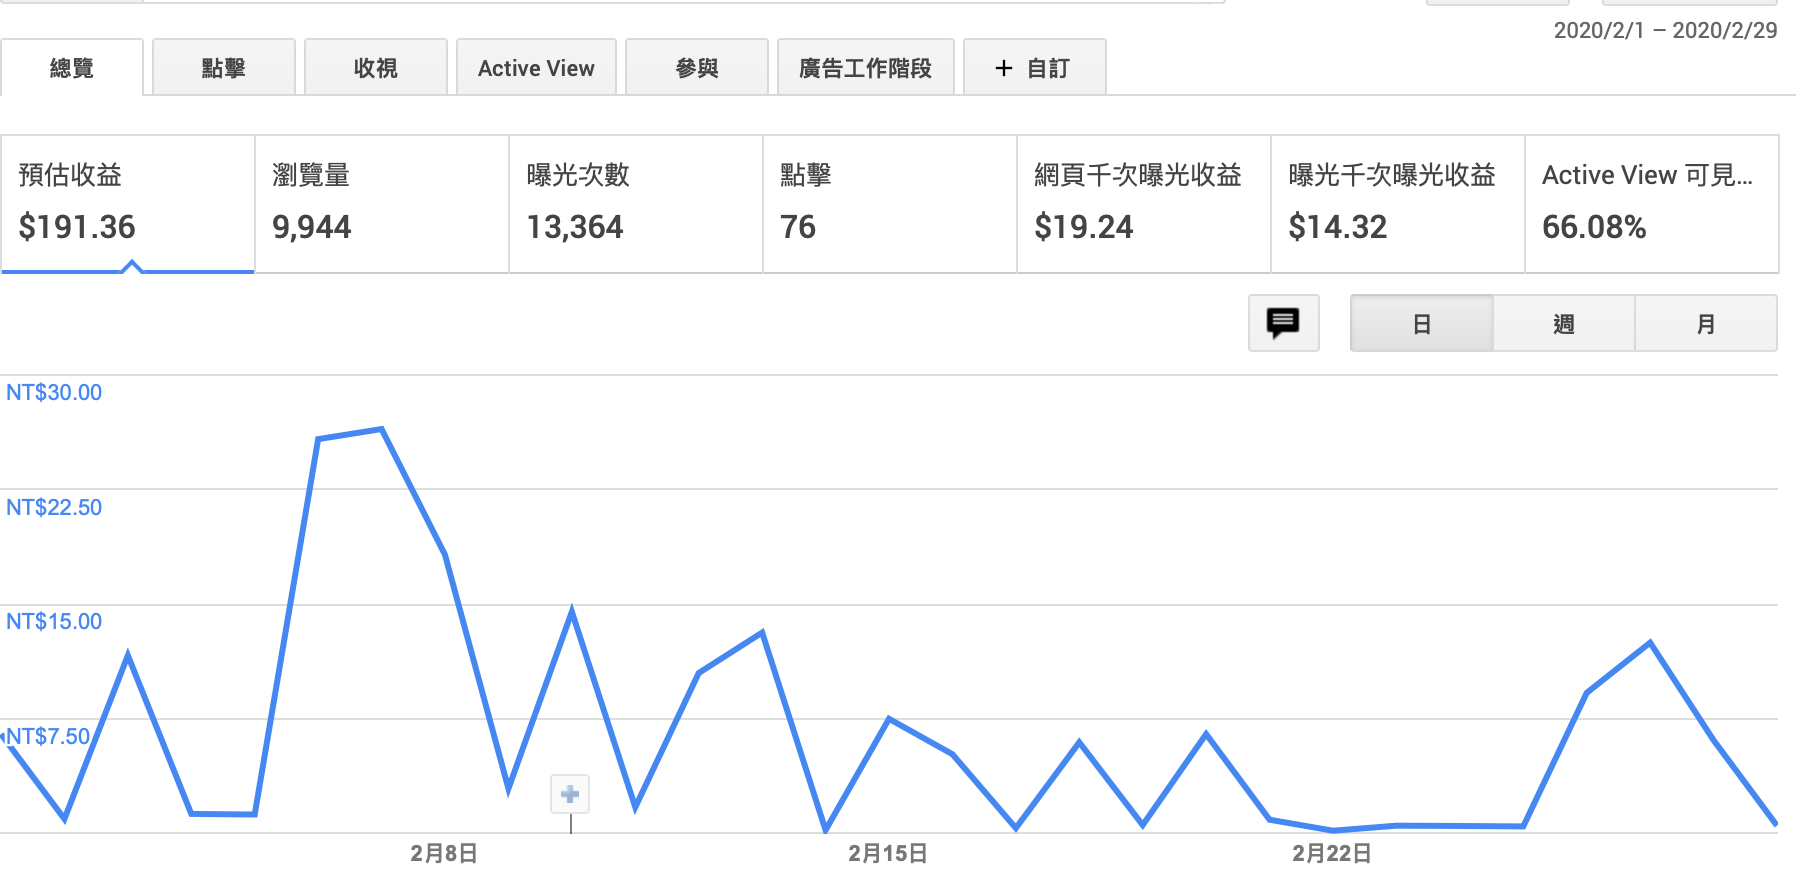 2020/2/1 – 2020/2/29
總覽 點擊 收視 Active View 參與 廣告工作階段 + 自訂
預估收益 瀏覽量 曝光次數 點擊 網頁千次曝光收益 曝光千次曝光收益 Active View 可見...
$191.36 9,944 13,364 76 $19.24 $14.32 66.08%
日 週 月
NT$30.00
NT$22.50
NT$15.00
NT$7.50
2月8日 2月15日 2月22日